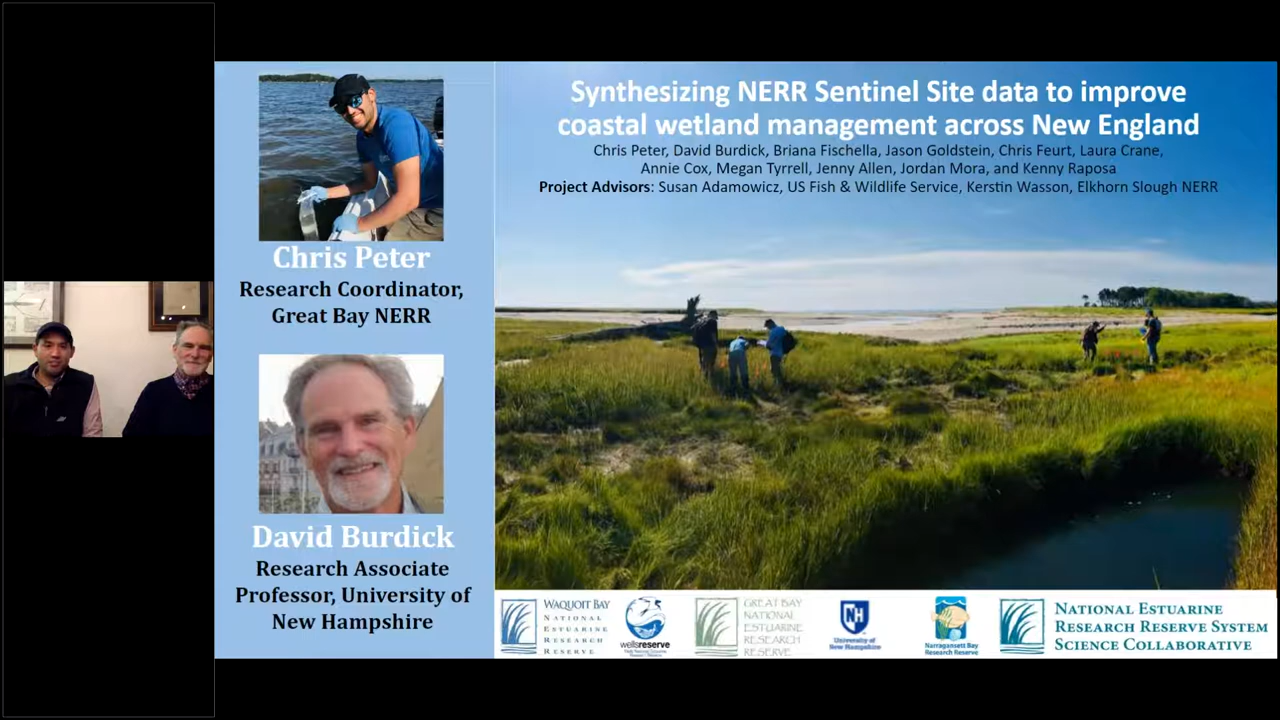 Chris Peter
Research Coordinator,
Great Bay NERR
David Burdick
Research Associate
Professor, University of
New Hampshire
Synthesizing NERR Sentinel Site data to improve
coastal wetland management across New England
Chris Peter, David Burdick, Briana Fischella, Jason Goldstein, Chris Feurt, Laura Crane,
Annie Cox, Megan Tyrrell, Jenny Allen, Jordan Mora, and Kenny Raposa
Project Advisors: Susan Adamowicz, US Fish & Wildlife Service, Kerstin Wasson, Elkhorn Slough NERR
WAQUOIT BAY
NATIONAL
ESTUARINE
RESEARCH
RESERVE
wellsreserve
GREAT BAY
NATIONAL
ESTUARINE
RESEARCH
RESERVE
NH
University of
New Hampshire
Narragansett Bay
Research Reserve
NATIONAL ESTUARINE
RESEARCH RESERVE SYSTEM
SCIENCE COLLABORATIVE